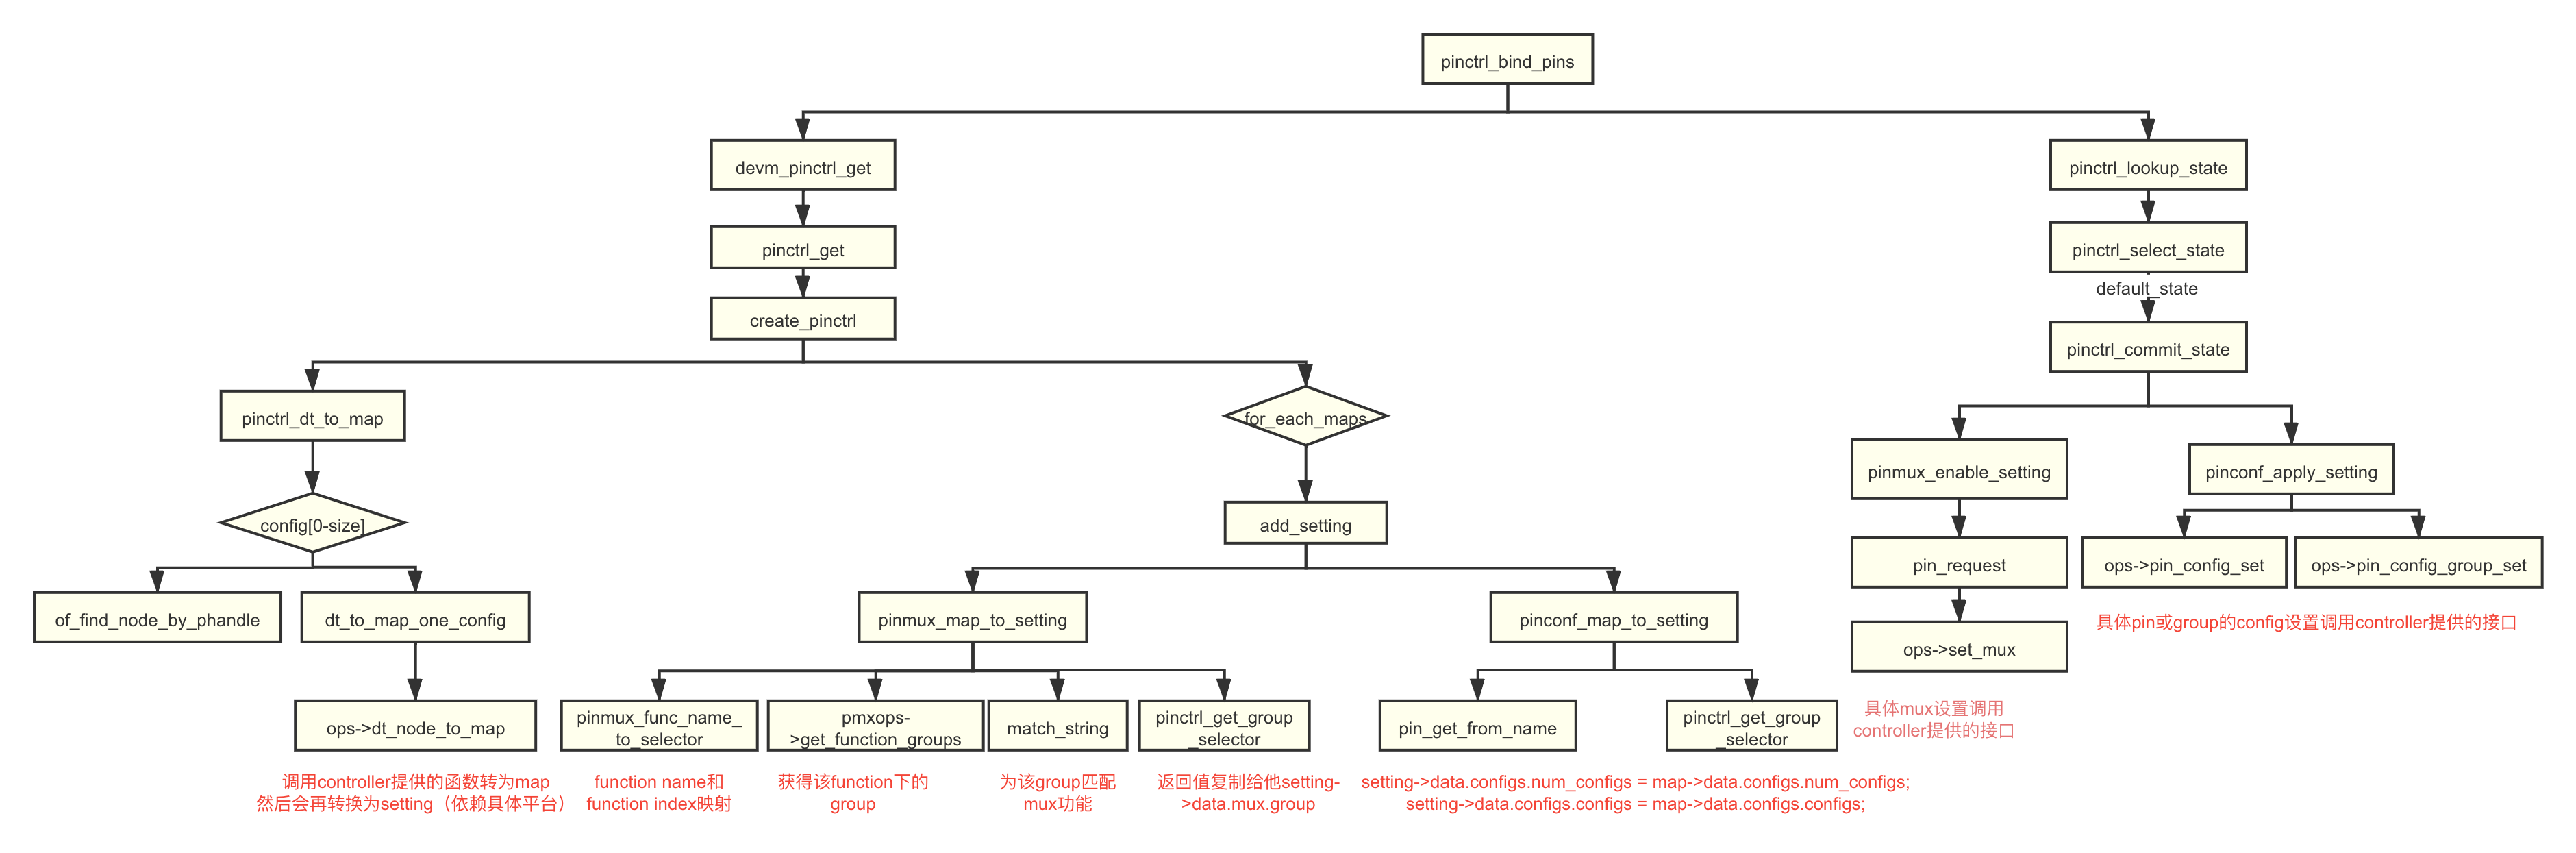 pinctrl_bind_pins
devm_pinctrl_get
pinctrl_lookup_state
pinctrl_get
pinctrl_select_state
default_state
create_pinctrl
pinctrl_commit_state
pinctrl_dt_to_map
for_each_maps
pinmux_enable_setting
pinconf_apply_setting
config[0-size]
add_setting
pin_request
ops->pin_config_set
ops->pin_config_group_set
of_find_node_by_phandle
dt_to_map_one_config
pinmux_map_to_setting
pinconf_map_to_setting
具体pin或group的config设置调用controller提供的接口
ops->set_mux
ops->dt_node_to_map
pinmux_func_name_
to_selector
pmxops-
>get_function_groups
match_string
pinctrl_get_group
_selector
pin_get_from_name
pinctrl_get_group
_selector
具体mux设置调用
controller提供的接口
调用controller提供的函数转为map
然后会再转换为setting（依赖具体平台）
function name和
function index映射
获得该function下的
group
为该group匹配
mux功能
返回值复制给他setting-
>data.mux.group
setting->data.configs.num_configs = map->data.configs.num_configs;
setting->data.configs.configs = map->data.configs.configs;